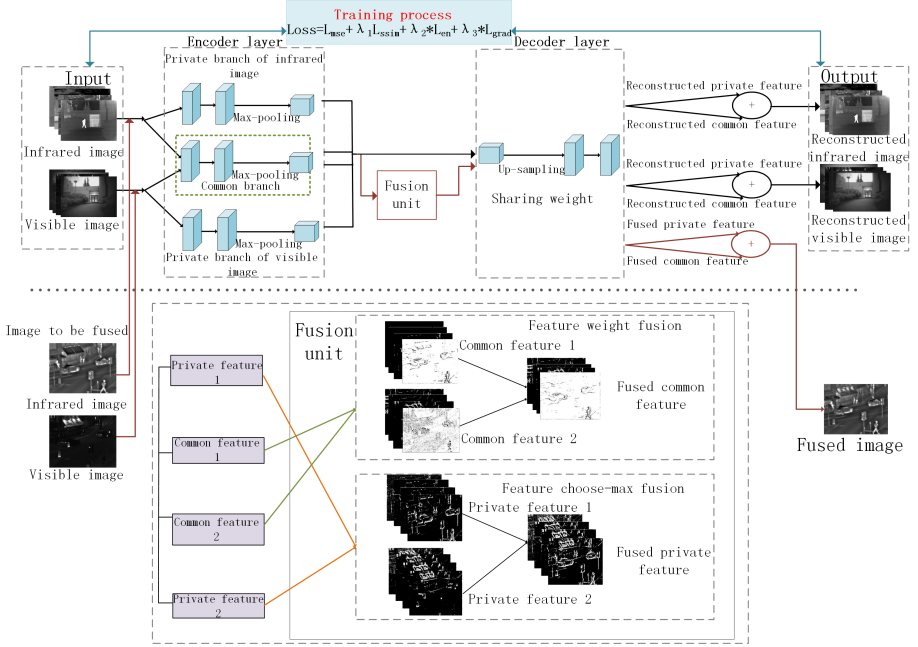 Training process
Loss=Lmse+ λ1Lssim+ λ2*Len+ λ3*Lgrad
Input
Infrared image
Visible image
Encoder layer
Private branch of infrared
image
Max-pooling
Max-pooling
Common branch
Max-pooling
Private branch of visible
image
Fusion
unit
Decoder layer
Up-sampling
Sharing weight
Reconstructed private feature
+
Reconstructed common feature
Reconstructed private feature
+
Reconstructed common feature
Fused private feature
+
Fused common feature
Output
Reconstructed
infrared image
Reconstructed
visible image
Image to be fused
Infrared image
Visible image
Private feature
1
Common feature
1
Common feature
2
Private feature
2
Fusion
unit
Feature weight fusion
Common feature 1
Common feature 2
Fused common
feature
Feature choose-max fusion
Private feature 1
Private feature 2
Fused private
feature
Fused image